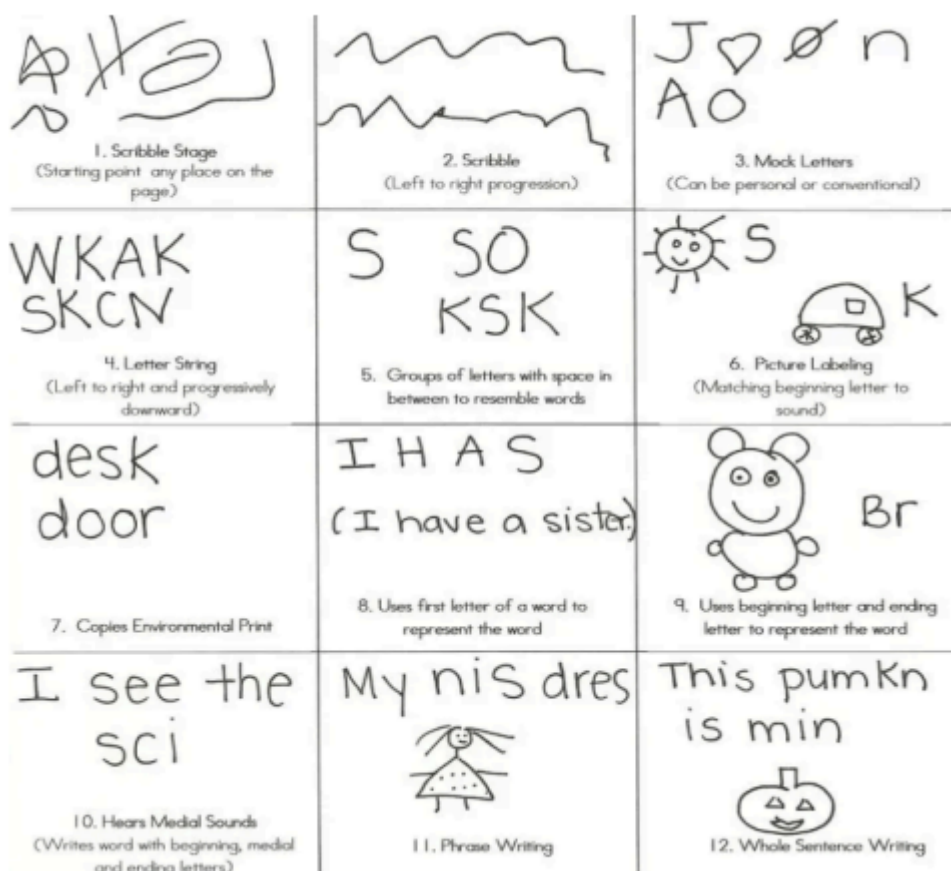 1. Scribble Stage
(Starting point any place on the
page)
2. Scribble
(Left to right progression)
J n
A O
3. Mock Letters
(Can be personal or conventional)
WKAK
SKCN
4. Letter String
(Left to right and progressively
downward)
S SO
KSK
5. Groups of letters with space in
between to resemble words
S
K
6. Picture Labeling
(Matching beginning letter to
sound)
desk
door
7. Copies Environmental Print
I H A S
(I have a sister.)
8. Uses first letter of a word to
represent the word
Br
9. Uses beginning letter and ending
letter to represent the word
I see the
sci
10. Hears Medial Sounds
(Writes word with beginning, medial
and ending letters)
My nis dres
11. Phrase Writing
This pumkn
is min
12. Whole Sentence Writing